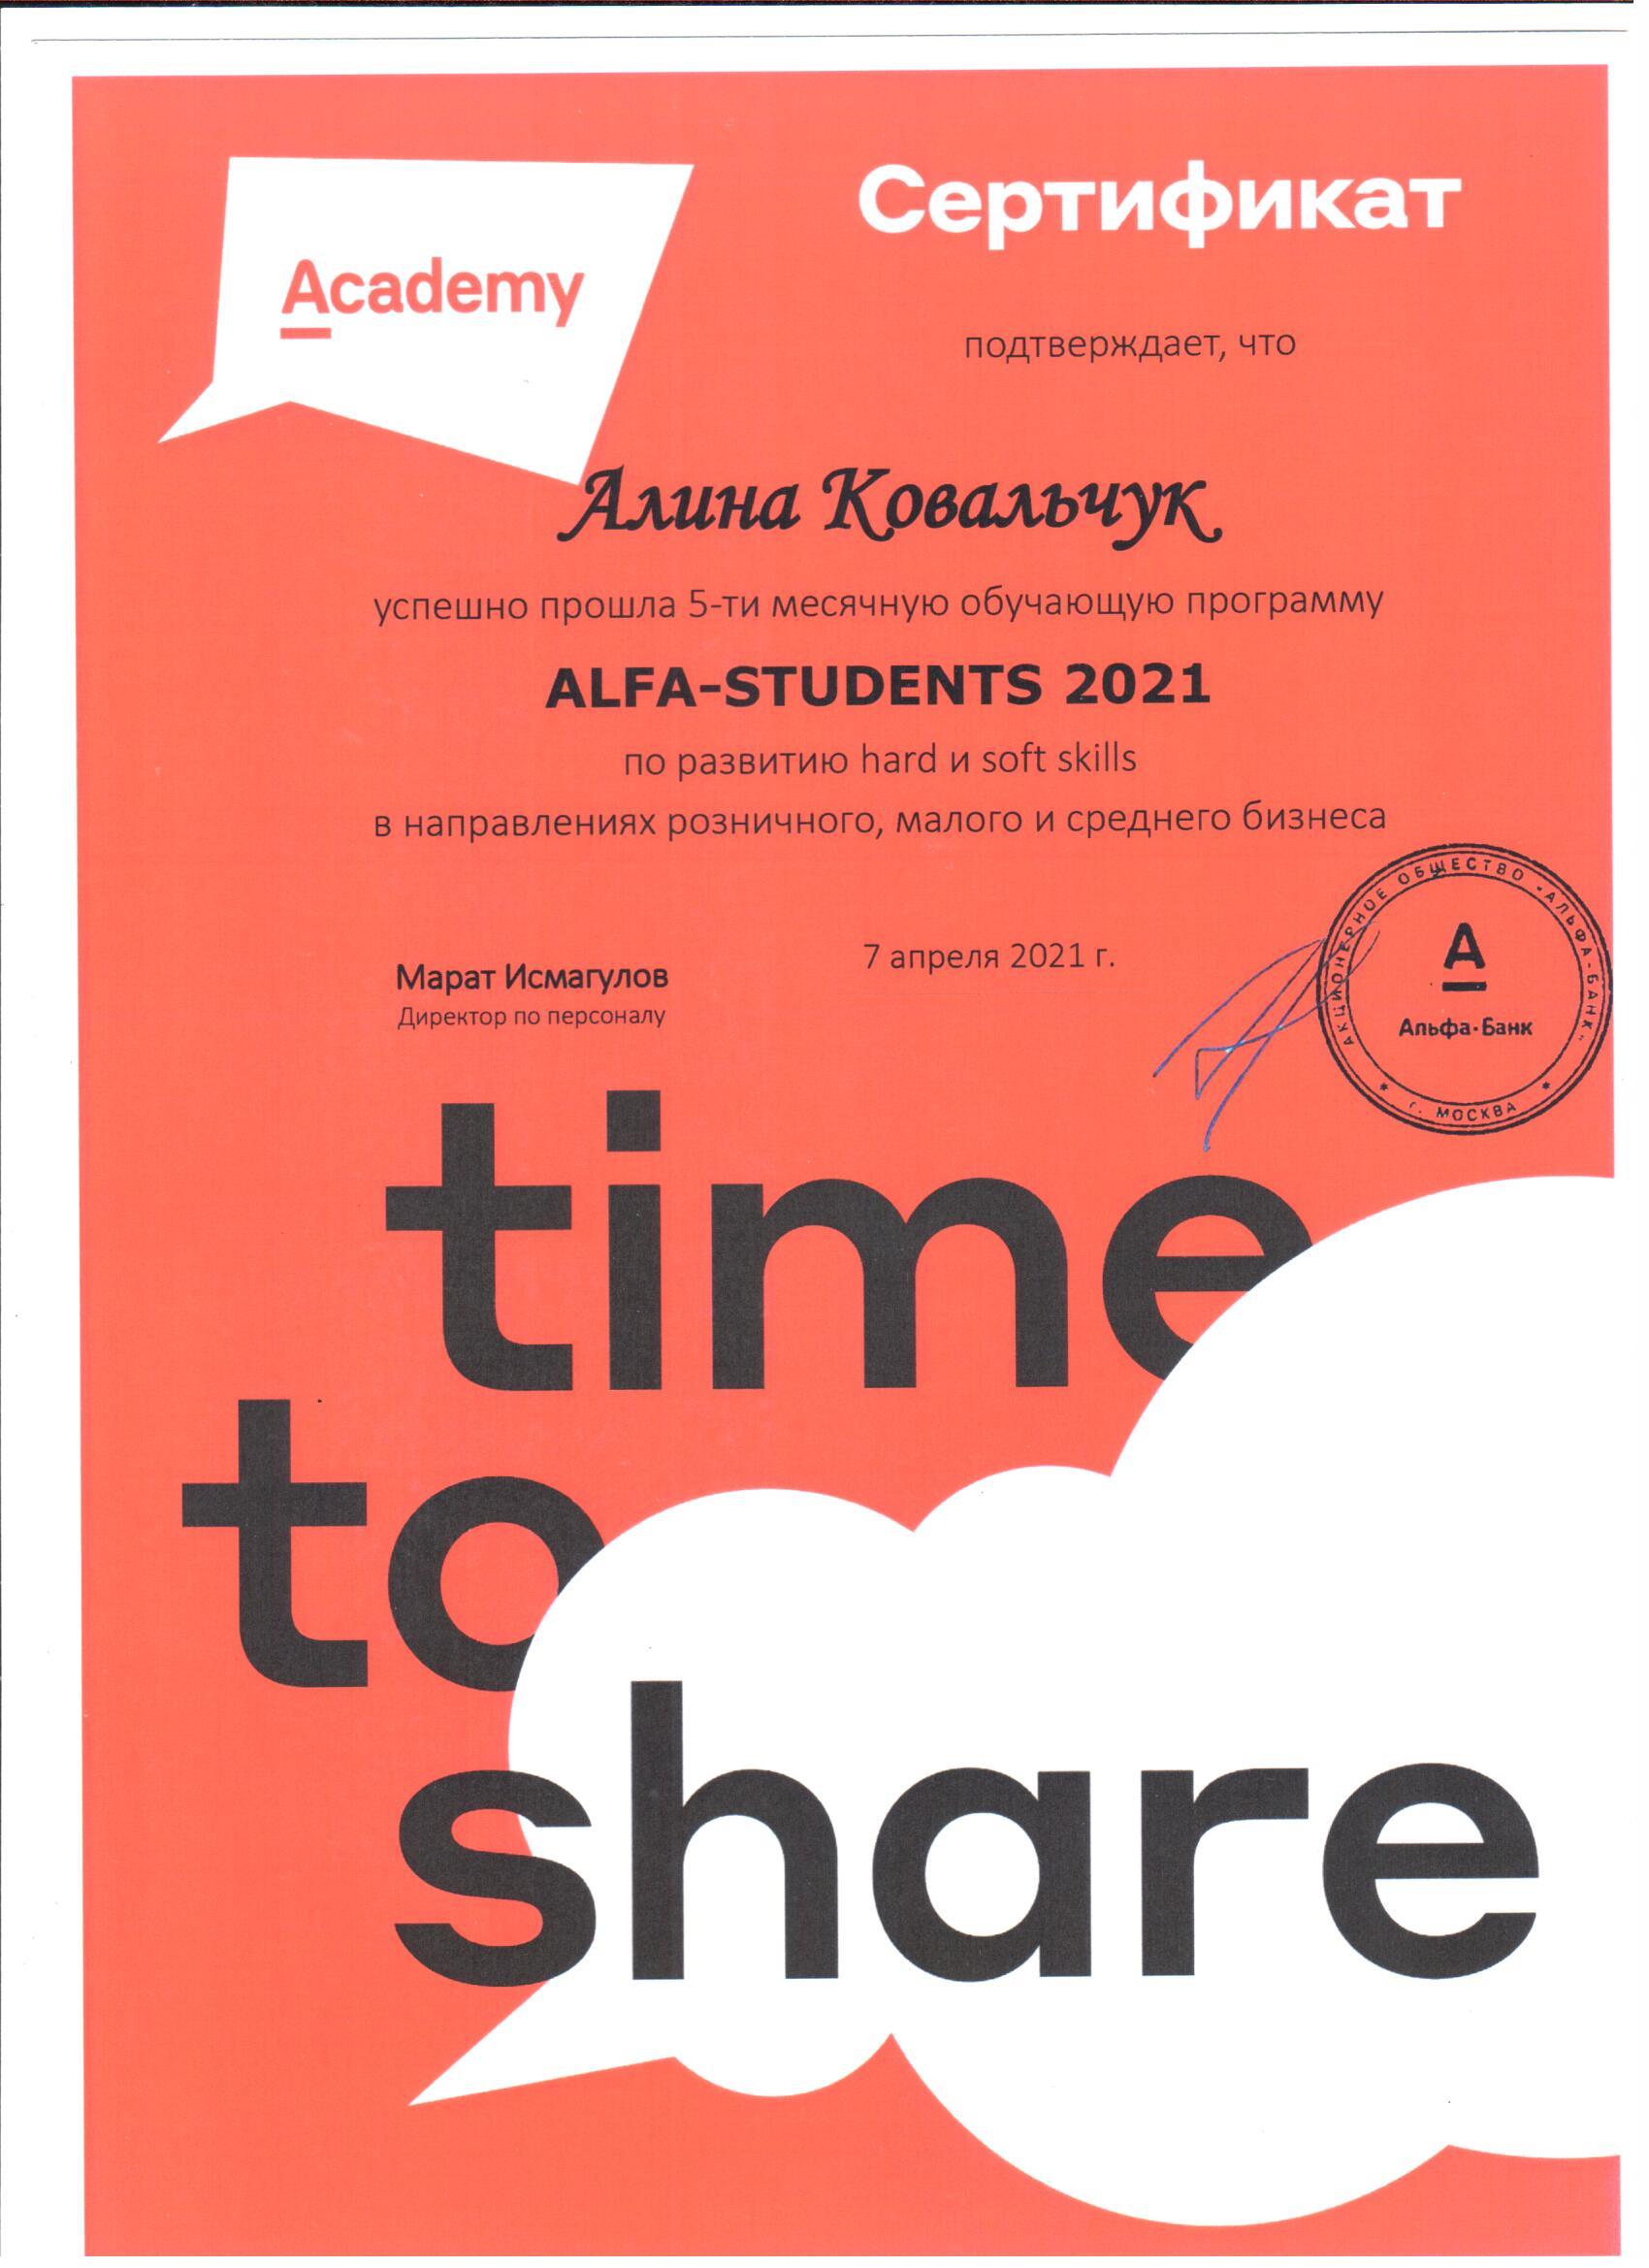 Academy
Сертификат
подтверждает, что
Алина Ковальчук
успешно прошла 5-ти месячную обучающую программу
ALFA-STUDENTS 2021
по развитию hard и soft skills
в направлениях розничного, малого и среднего бизнеса
Марат Исмагулов
Директор по персоналу
7 апреля 2021 г.
АКЦИОНЕРНОЕ ОБЩЕСТВО «АЛЬФА-БАНК»
А
Альфа·Банк
* г. МОСКВА *
time
to
share